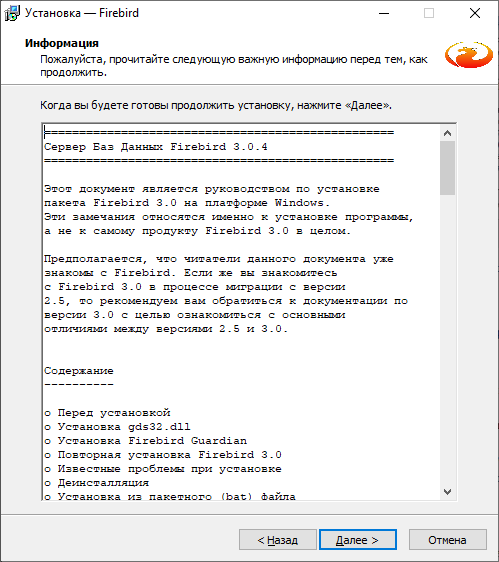 Установка — Firebird
Информация
Пожалуйста, прочитайте следующую важную информацию перед тем, как
продолжить.
Когда вы будете готовы продолжить установку, нажмите «Далее».
==================================================
Сервер Баз Данных Firebird 3.0.4
==================================================
Этот документ является руководством по установке
пакета Firebird 3.0 на платформе Windows.
Эти замечания относятся именно к установке программы,
а не к самому продукту Firebird 3.0 в целом.
Предполагается, что читатели данного документа уже
знакомы с Firebird. Если же вы знакомитесь
с Firebird 3.0 в процессе миграции с версии
2.5, то рекомендуем вам обратиться к документации по
версии 3.0 с целью ознакомиться с основными
отличиями между версиями 2.5 и 3.0.
Содержание
----------
о Перед установкой
о Установка gds32.dll
о Установка Firebird Guardian
о Повторная установка Firebird 3.0
о Известные проблемы при установке
о Деинсталляция
о Установка из пакетного (bat) файла
< Назад
Далее >
Отмена